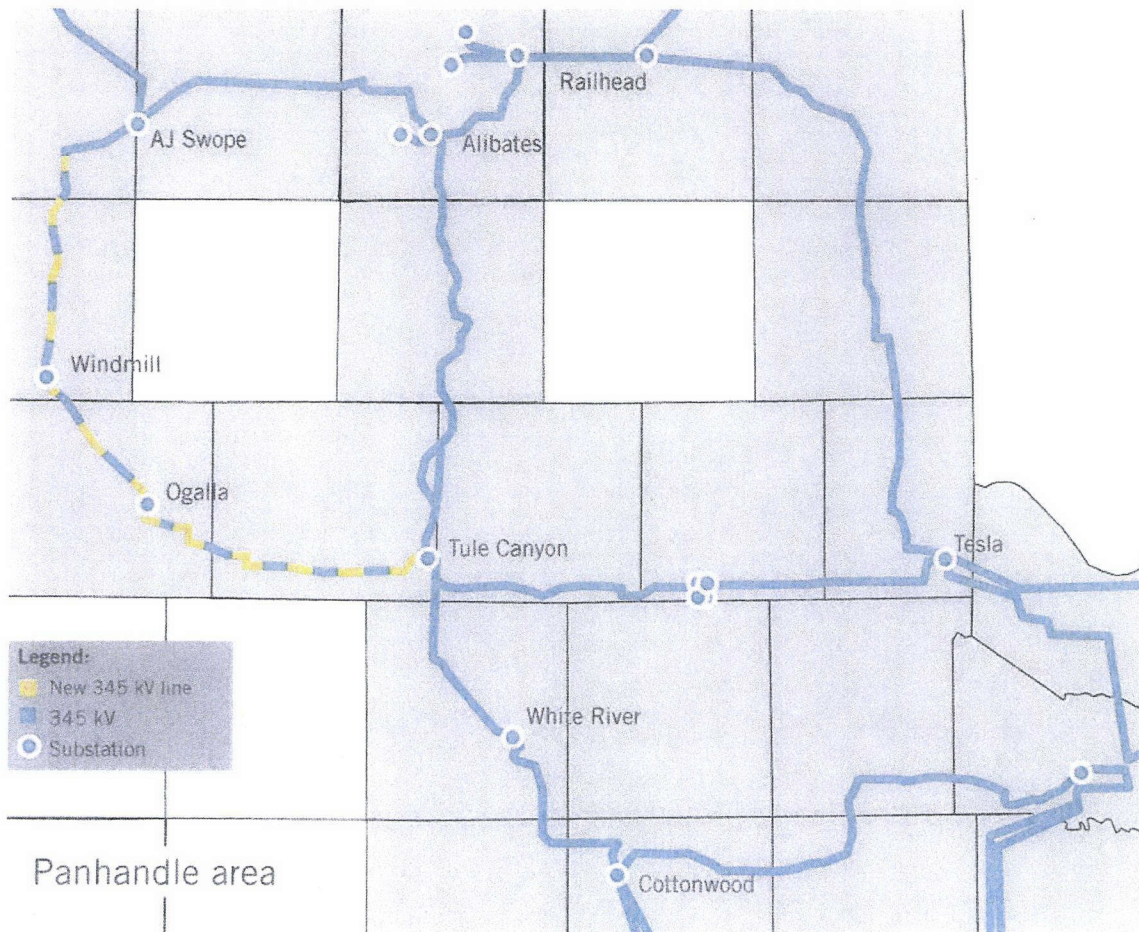 Railhead
AJ Swope
Alibates
Windmill
Ogalla
Tule Canyon
Tesla
Legend:
New 345 kV line
345 kV
Substation
White River
Panhandle area
Cottonwood